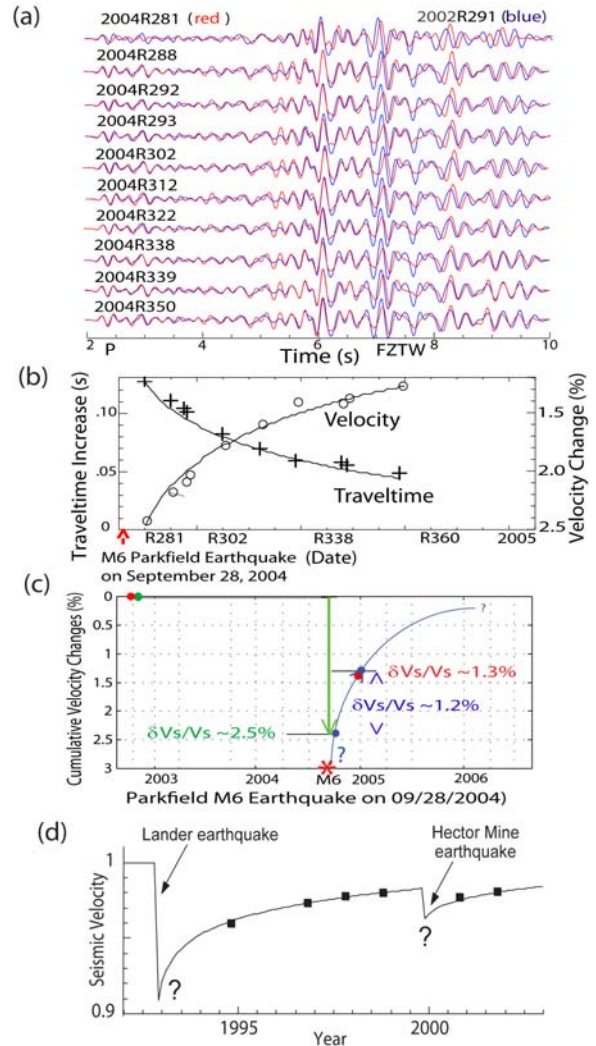 (a)
2004R281 (red)
2002R291 (blue)
2004R288
2004R292
2004R293
2004R302
2004R312
2004R322
2004R338
2004R339
2004R350
2 4 6 8 10
P Time (s) FZTW
(b)
Traveltime Increase (s)
.10
.05
0
Velocity
Traveltime
1.5
2.0
2.5
Velocity Change (%)
R281 R302 R338 R360 2005
M6 Parkfield Earthquake (Date)
on September 28, 2004
(c)
Cumulative Velocity Changes (%)
0
0.5
1.5
1.5
2
2.5
3
?
δVs/Vs ~1.3%
δVs/Vs ~1.2%
δVs/Vs ~2.5%
?
2003 2004 M6 2005 2006
Parkfield M6 Earthquake on 09/28/2004)
(d)
Lander earthquake
Hector Mine
earthquake
Seismic Velocity
1
0.9
?
?
1995 2000
Year